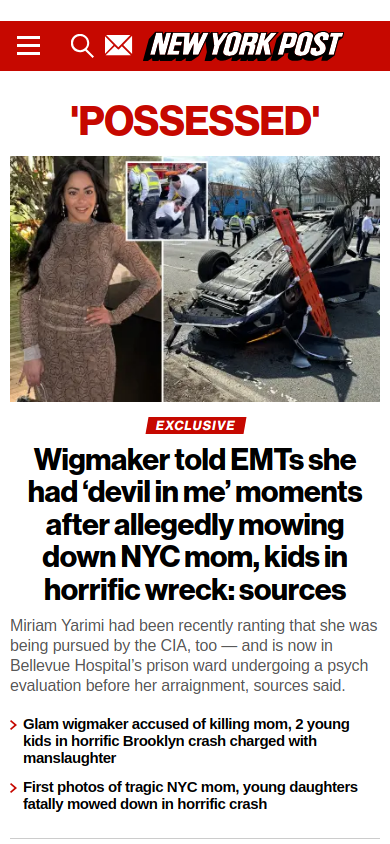 NEW YORK POST
'POSSESSED'
EXCLUSIVE
Wigmaker told EMTs she
had ‘devil in me’ moments
after allegedly mowing
down NYC mom, kids in
horrific wreck: sources
Miriam Yarimi had been recently ranting that she was
being pursued by the CIA, too — and is now in
Bellevue Hospital’s prison ward undergoing a psych
evaluation before her arraignment, sources said.
Glam wigmaker accused of killing mom, 2 young
kids in horrific Brooklyn crash charged with
manslaughter
First photos of tragic NYC mom, young daughters
fatally mowed down in horrific crash